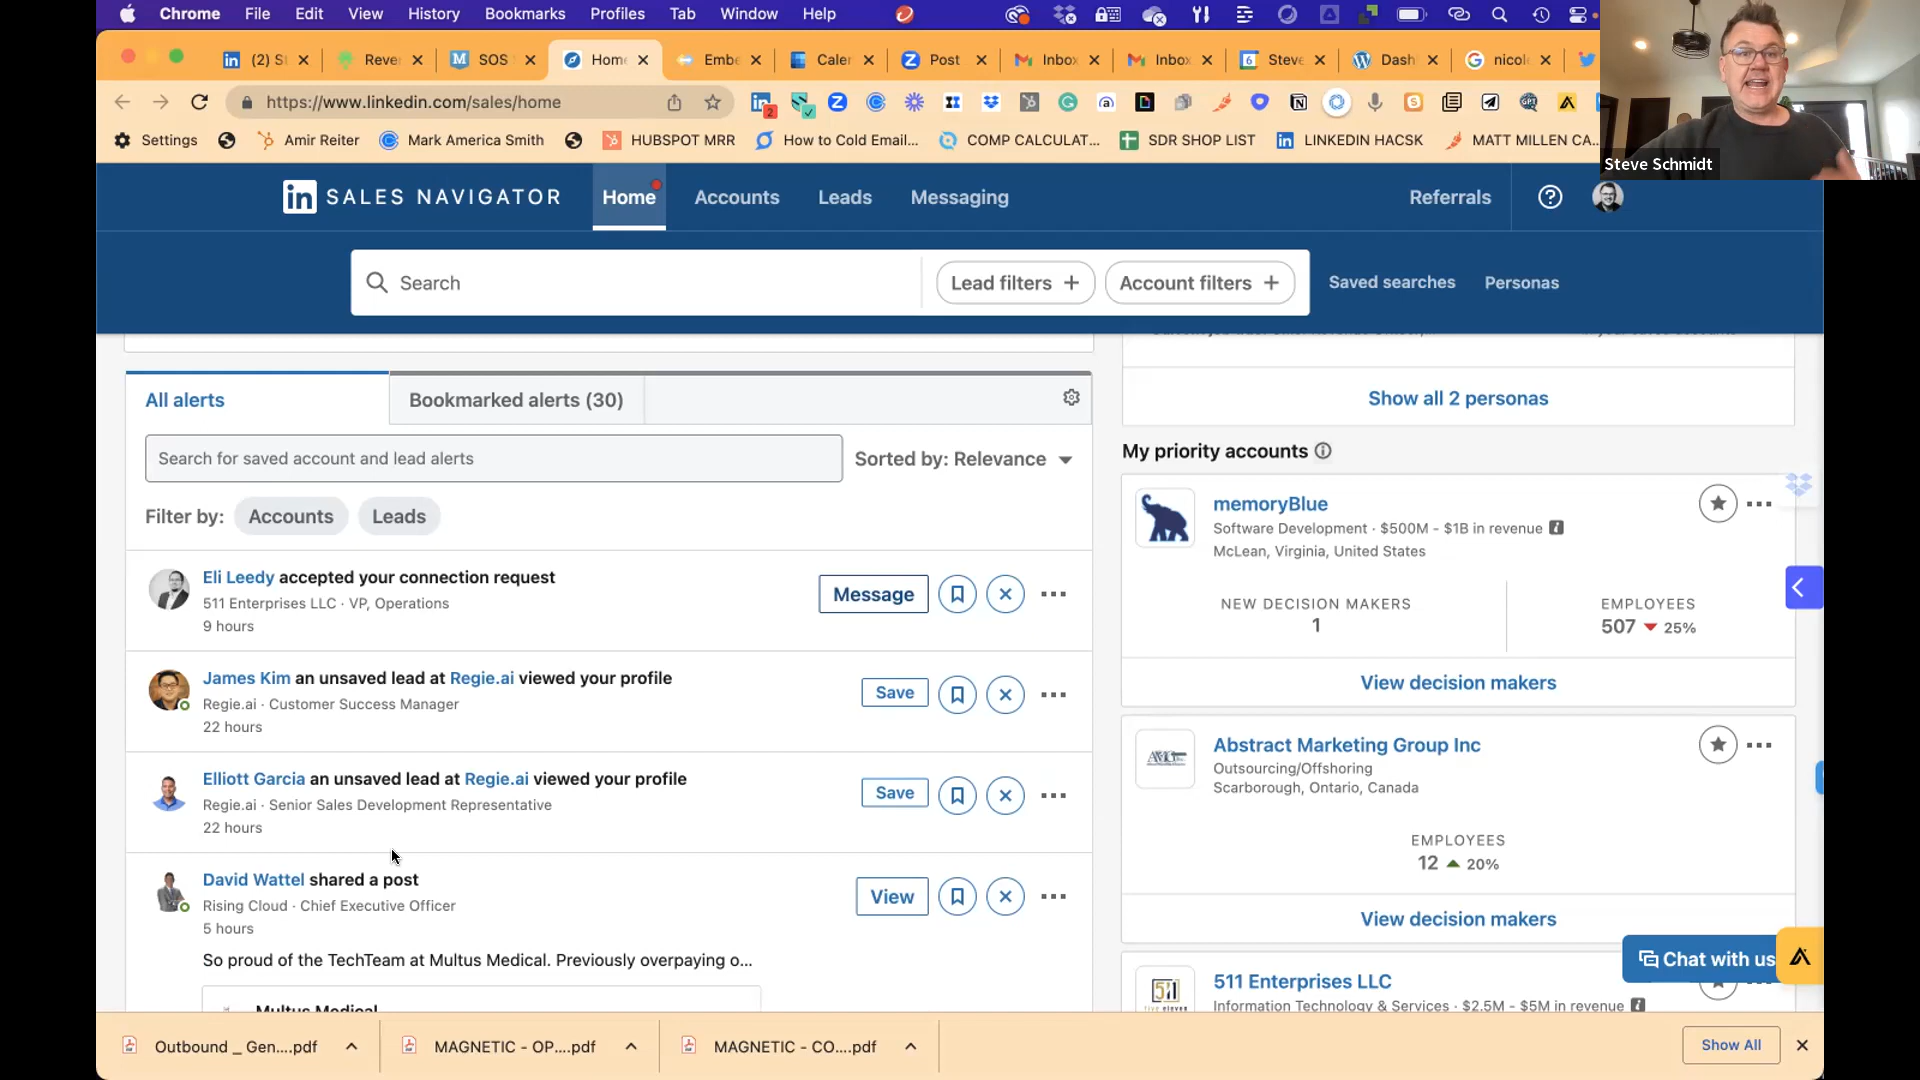 Chrome File Edit View History Bookmarks Profiles Tab Window Help
(2) S Reve SOS Hom Embe Caler Post Inbox Inbox Steve Dash nicol
https://www.linkedin.com/sales/home
Settings Amir Reiter Mark America Smith HUBSPOT MRR How to Cold Email... COMP CALCULAT... SDR SHOP LIST LINKEDIN HACSK MATT MILLEN CA...
Steve Schmidt
in SALES NAVIGATOR Home Accounts Leads Messaging Referrals
Search Lead filters + Account filters + Saved searches Personas
Show all 2 personas
All alerts Bookmarked alerts (30)
Search for saved account and lead alerts Sorted by: Relevance
Filter by: Accounts Leads
Eli Leedy accepted your connection request
511 Enterprises LLC · VP, Operations
9 hours
Message
James Kim an unsaved lead at Regie.ai viewed your profile
Regie.ai · Customer Success Manager
22 hours
Save
Elliott Garcia an unsaved lead at Regie.ai viewed your profile
Regie.ai · Senior Sales Development Representative
22 hours
Save
David Wattel shared a post
Rising Cloud · Chief Executive Officer
5 hours
View
So proud of the TechTeam at Multus Medical. Previously overpaying o...
Multus Medical
My priority accounts
memoryBlue
Software Development · $500M - $1B in revenue
McLean, Virginia, United States
NEW DECISION MAKERS
1
EMPLOYEES
507 25%
View decision makers
Abstract Marketing Group Inc
Outsourcing/Offshoring
Scarborough, Ontario, Canada
EMPLOYEES
12 20%
View decision makers
Chat with us
511 Enterprises LLC
Information Technology & Services · $2.5M - $5M in revenue
Outbound _ Gen....pdf MAGNETIC - OP....pdf MAGNETIC - CO....pdf Show All